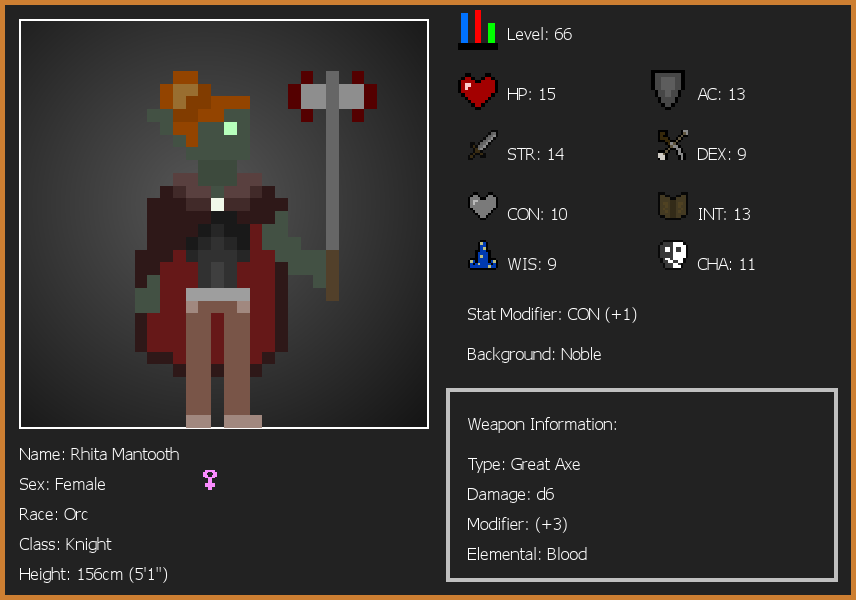 Level: 66
HP: 15
AC: 13
STR: 14
DEX: 9
CON: 10
INT: 13
WIS: 9
CHA: 11
Stat Modifier: CON (+1)
Background: Noble
Weapon Information:
Type: Great Axe
Damage: d6
Modifier: (+3)
Elemental: Blood
Name: Rhita Mantooth
Sex: Female
Race: Orc
Class: Knight
Height: 156cm (5'1")